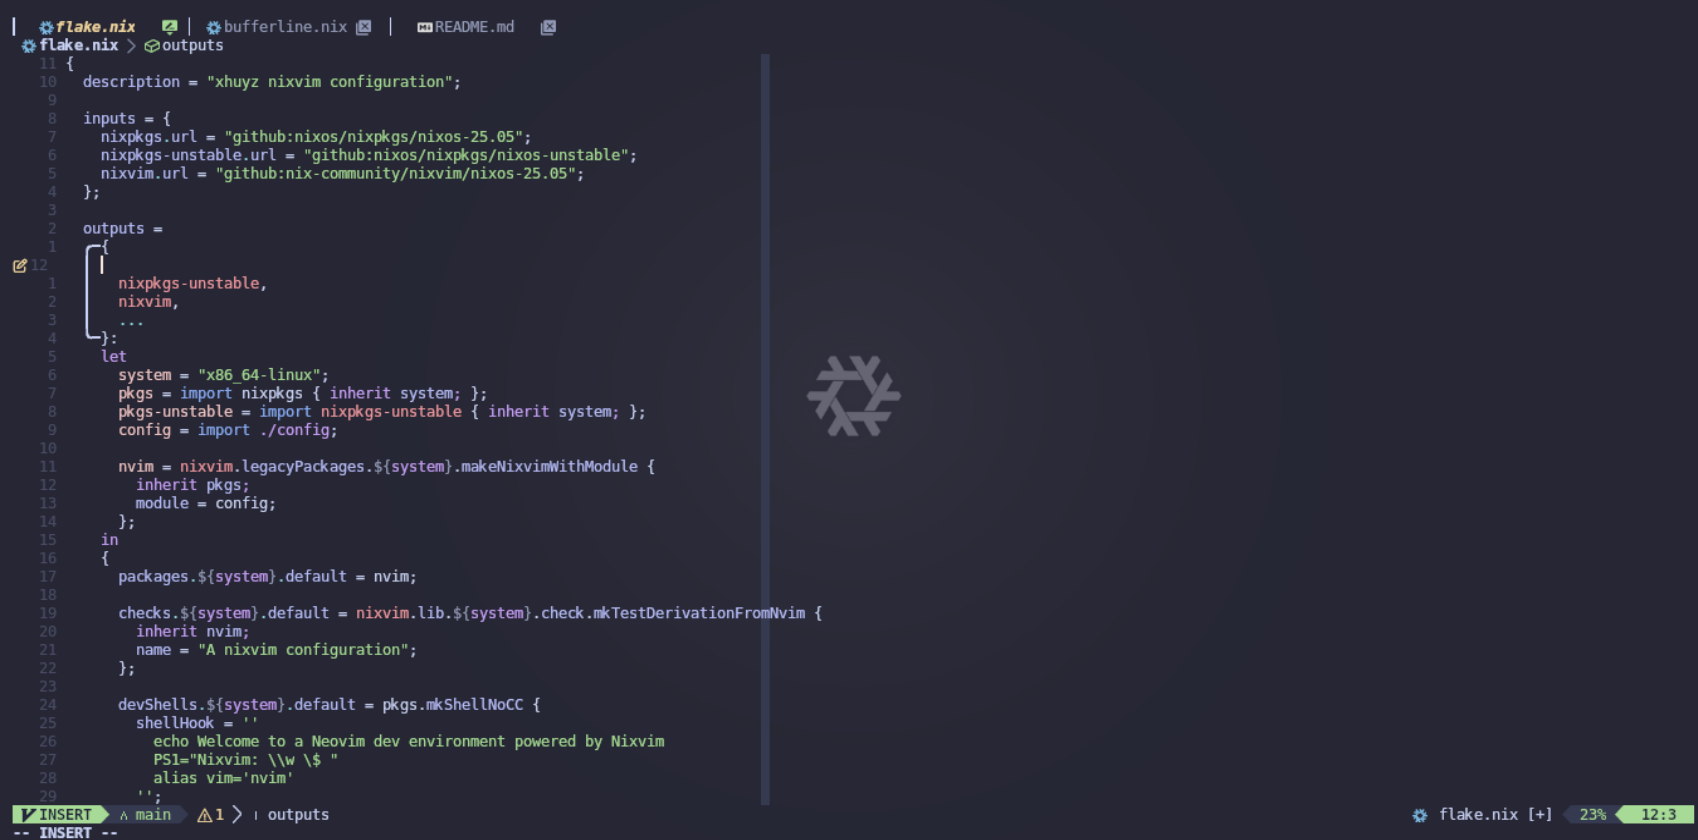 flake.nix bufferline.nix README.md
flake.nix > outputs
11 {
10   description = "xhuyz nixvim configuration";
9
8   inputs = {
7     nixpkgs.url = "github:nixos/nixpkgs/nixos-25.05";
6     nixpkgs-unstable.url = "github:nixos/nixpkgs/nixos-unstable";
5     nixvim.url = "github:nix-community/nixvim/nixos-25.05";
4   };
3
2   outputs =
1     {
12
1       nixpkgs-unstable,
2       nixvim,
3       ...
4     }:
5     let
6       system = "x86_64-linux";
7       pkgs = import nixpkgs { inherit system; };
8       pkgs-unstable = import nixpkgs-unstable { inherit system; };
9       config = import ./config;
10
11       nvim = nixvim.legacyPackages.${system}.makeNixvimWithModule {
12         inherit pkgs;
13         module = config;
14       };
15     in
16     {
17       packages.${system}.default = nvim;
18
19       checks.${system}.default = nixvim.lib.${system}.check.mkTestDerivationFromNvim {
20         inherit nvim;
21         name = "A nixvim configuration";
22       };
23
24       devShells.${system}.default = pkgs.mkShellNoCC {
25         shellHook = ''
26           echo Welcome to a Neovim dev environment powered by Nixvim
27           PS1="Nixvim: \\w \$ "
28           alias vim='nvim'
29         '';
INSERT main 1 > outputs flake.nix [+] 23% 12:3
-- INSERT --